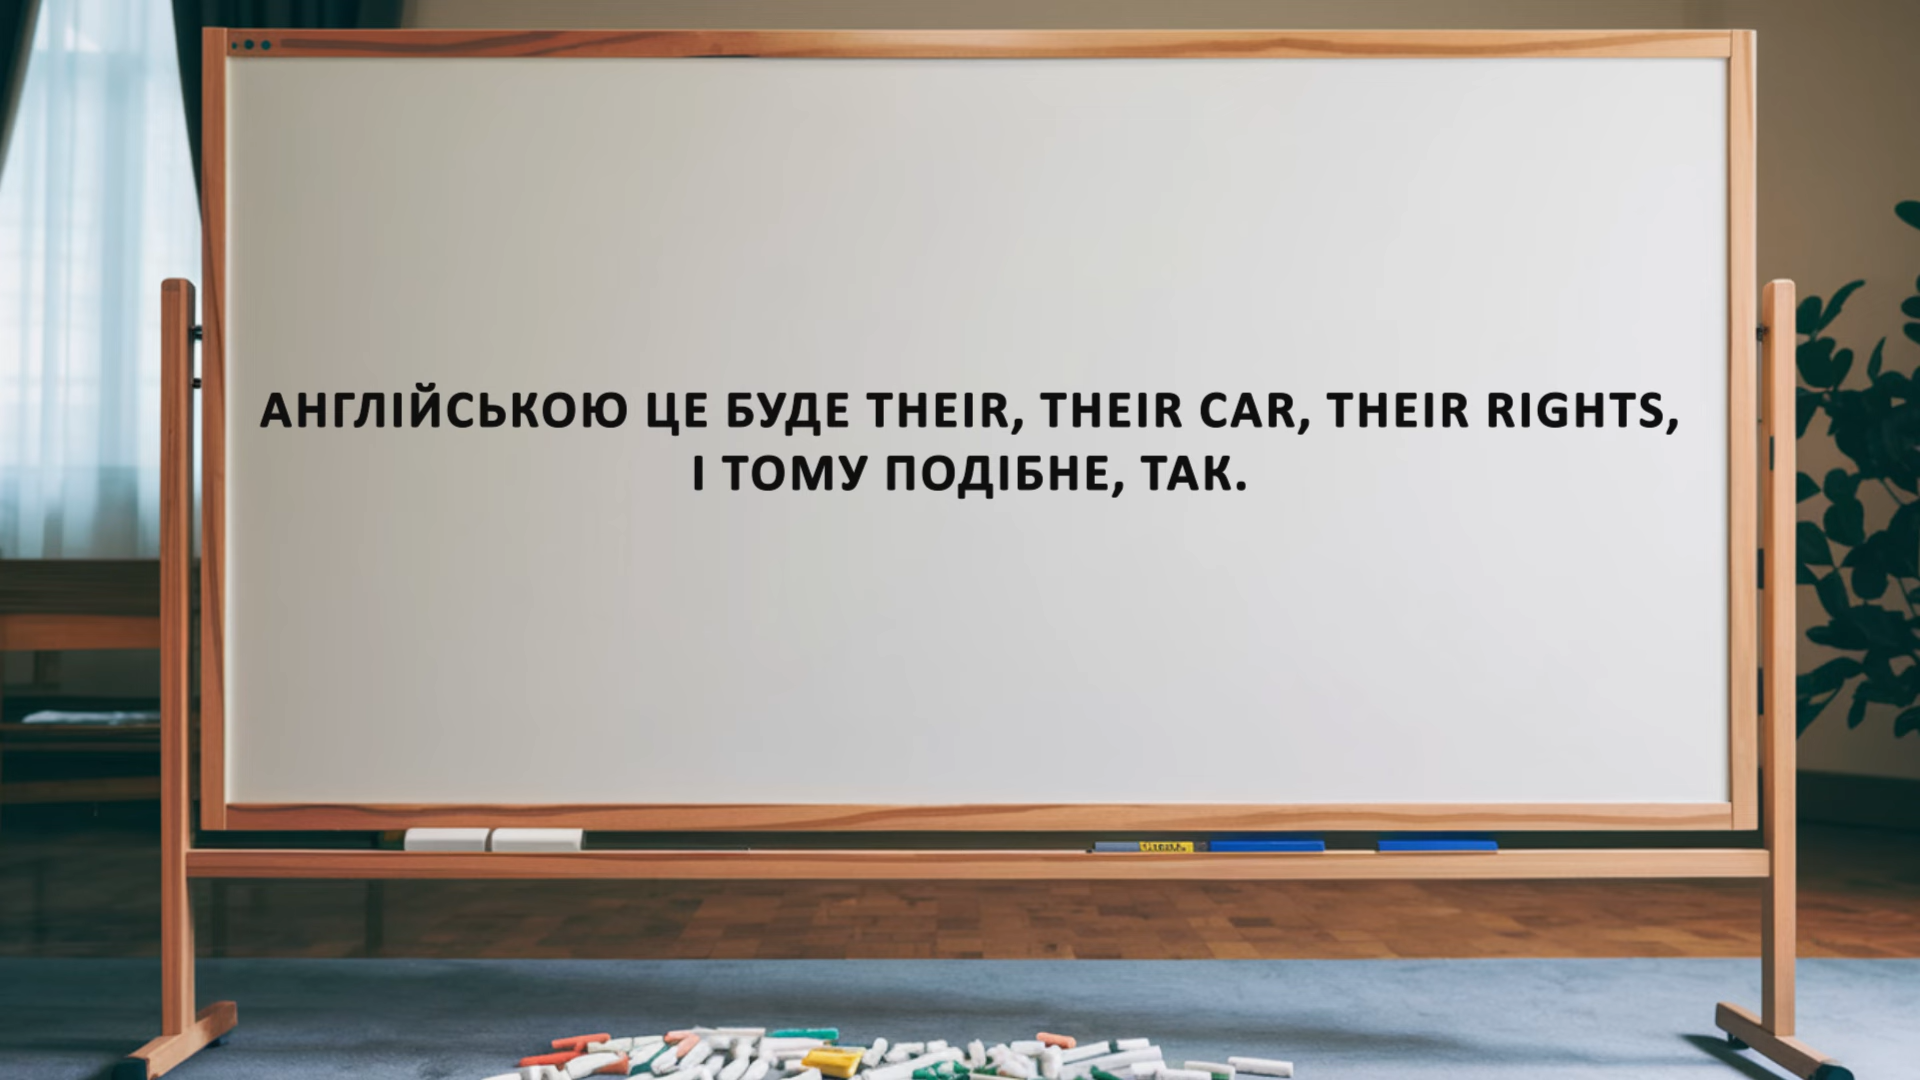 АНГЛІЙСЬКОЮ ЦЕ БУДЕ THEIR, THEIR CAR, THEIR RIGHTS,
І ТОМУ ПОДІБНЕ, ТАК.